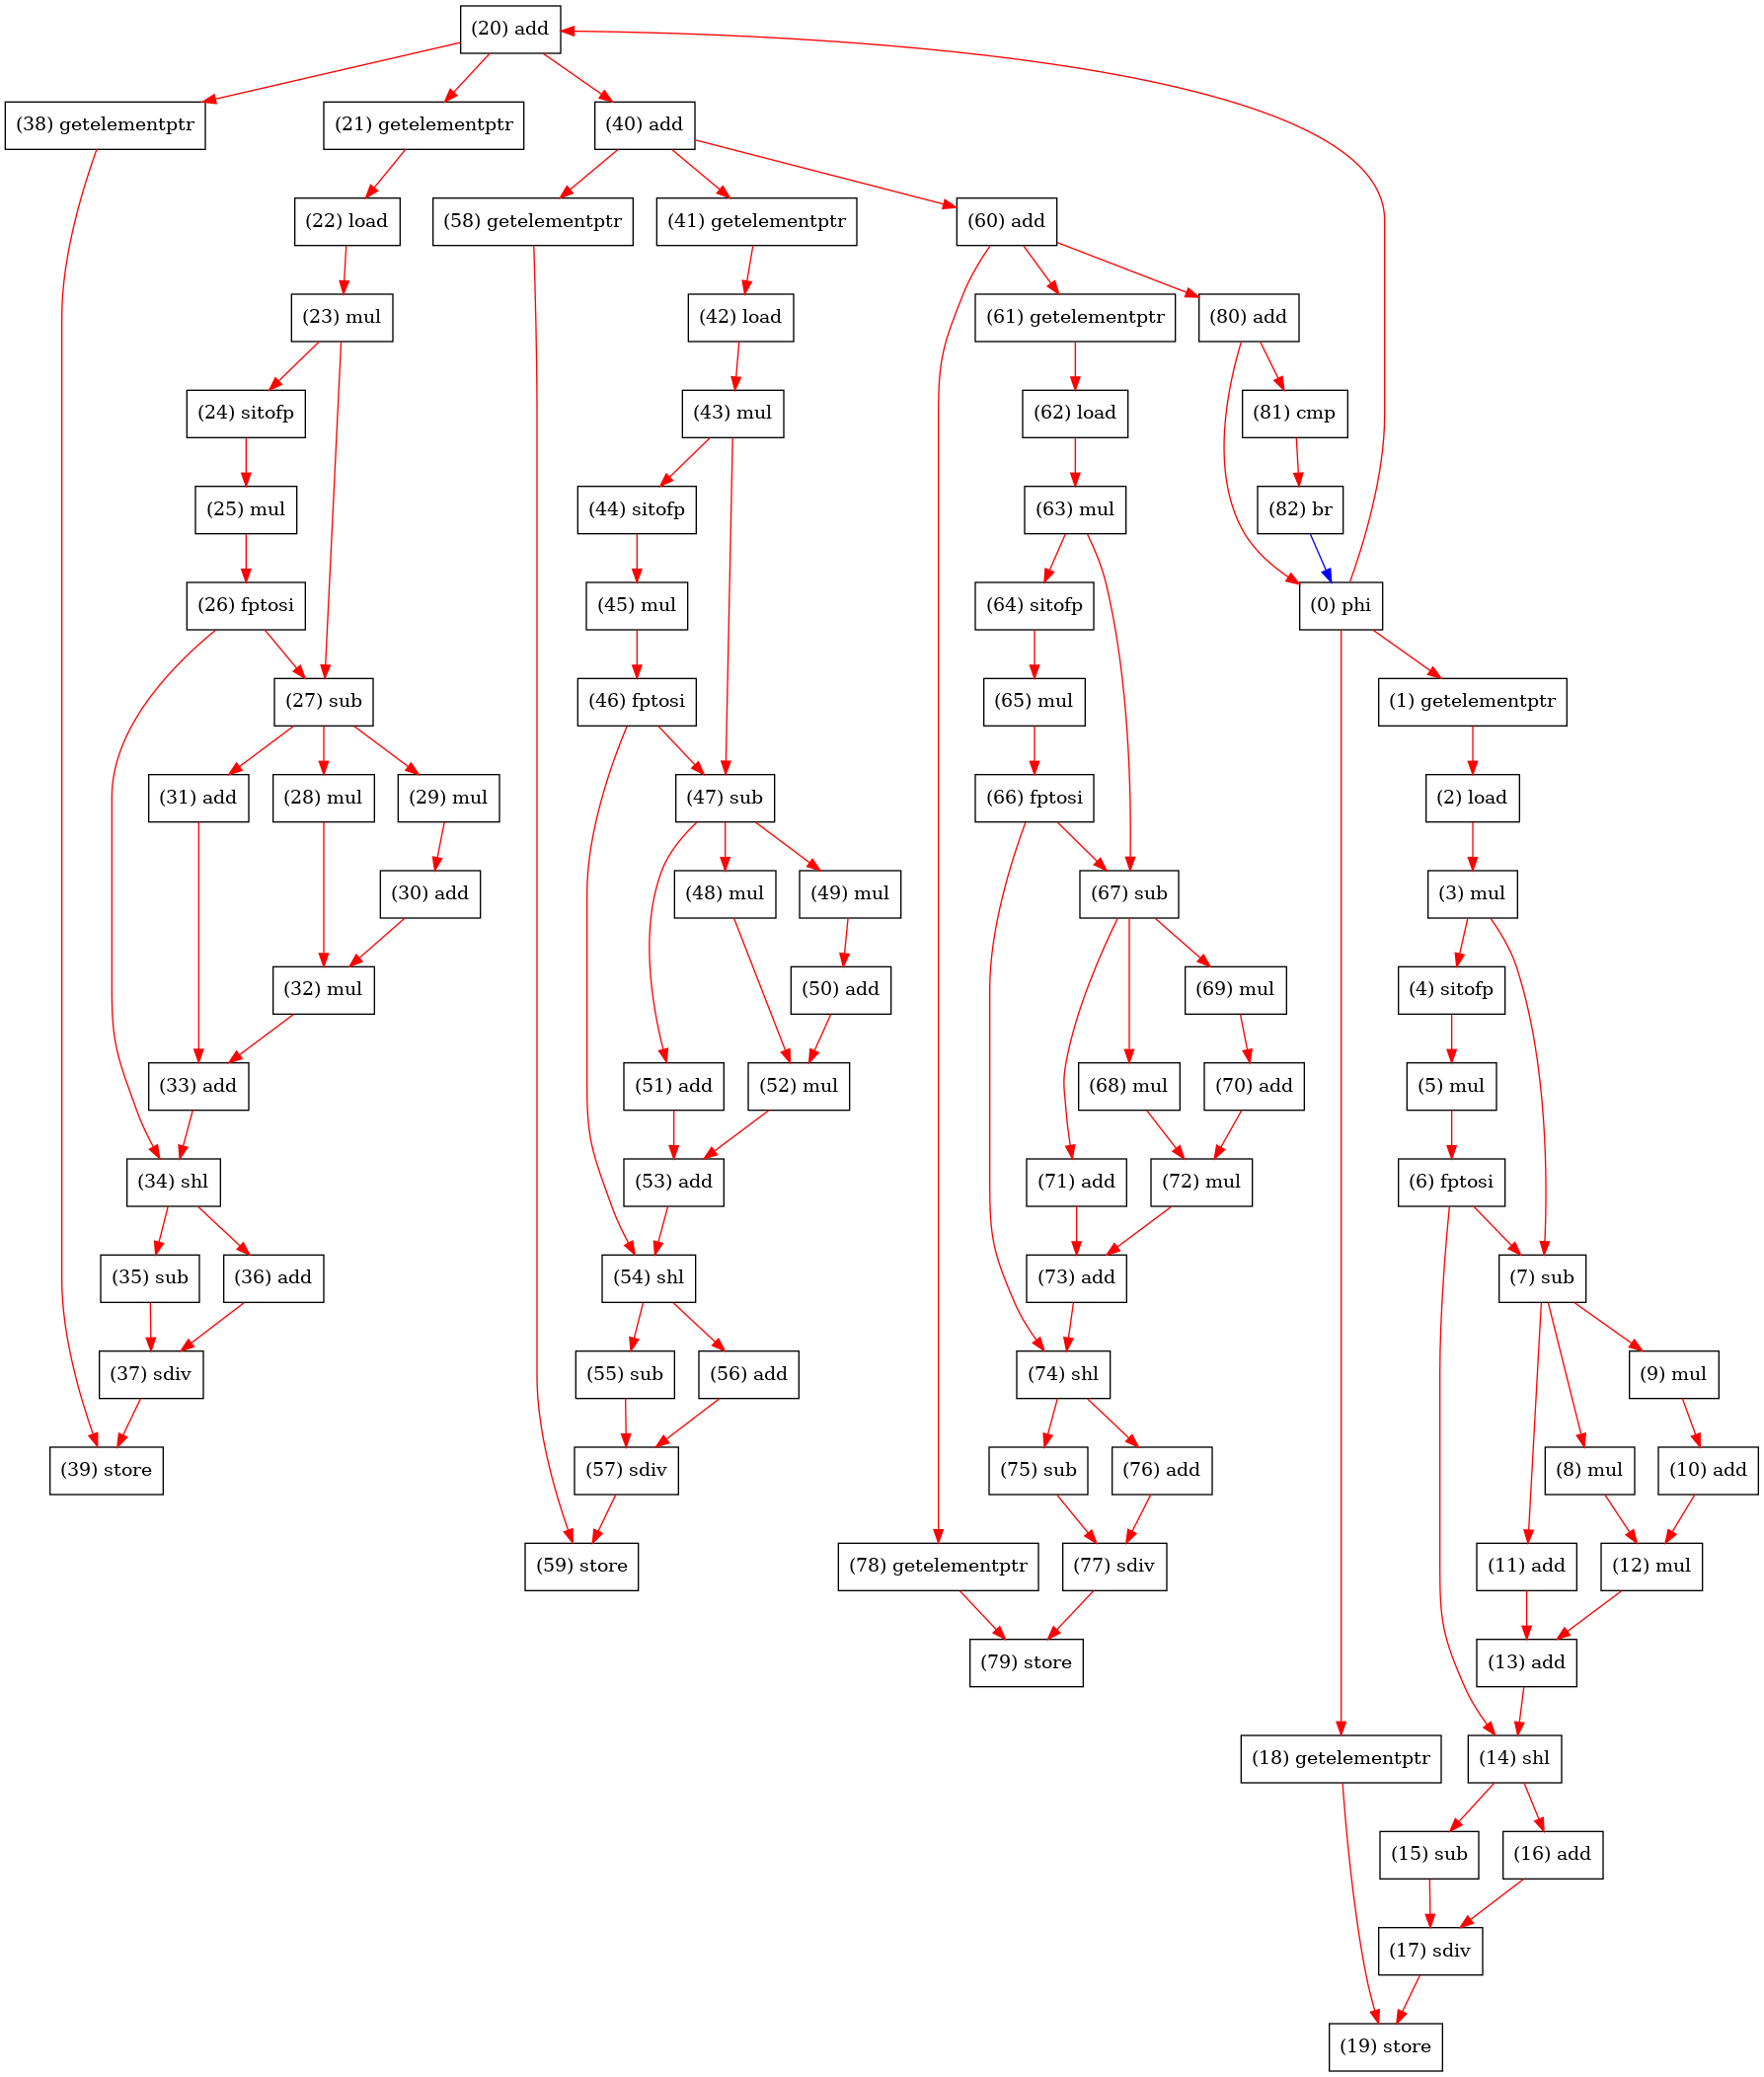 (20) add
(38) getelementptr
(21) getelementptr
(40) add
(22) load
(58) getelementptr
(41) getelementptr
(60) add
(23) mul
(42) load
(61) getelementptr
(80) add
(24) sitofp
(43) mul
(62) load
(81) cmp
(25) mul
(44) sitofp
(63) mul
(82) br
(26) fptosi
(45) mul
(64) sitofp
(0) phi
(27) sub
(46) fptosi
(65) mul
(1) getelementptr
(31) add
(28) mul
(29) mul
(47) sub
(66) fptosi
(2) load
(30) add
(48) mul
(49) mul
(67) sub
(3) mul
(32) mul
(50) add
(69) mul
(4) sitofp
(33) add
(51) add
(52) mul
(68) mul
(70) add
(5) mul
(34) shl
(53) add
(71) add
(72) mul
(6) fptosi
(35) sub
(36) add
(54) shl
(73) add
(7) sub
(37) sdiv
(55) sub
(56) add
(74) shl
(9) mul
(39) store
(57) sdiv
(75) sub
(76) add
(8) mul
(10) add
(59) store
(78) getelementptr
(77) sdiv
(11) add
(12) mul
(79) store
(13) add
(18) getelementptr
(14) shl
(15) sub
(16) add
(17) sdiv
(19) store